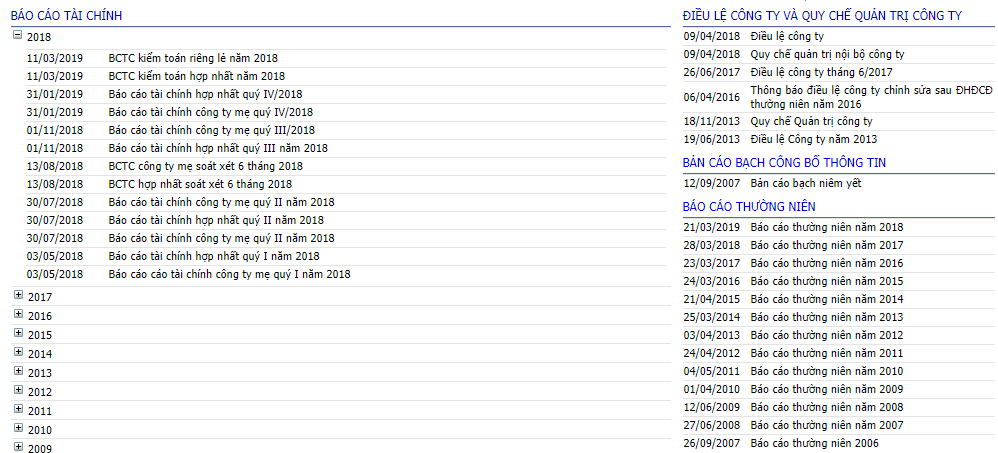 BÁO CÁO TÀI CHÍNH
2018
11/03/2019 BCTC kiểm toán riêng lẻ năm 2018
11/03/2019 BCTC kiểm toán hợp nhất năm 2018
31/01/2019 Báo cáo tài chính hợp nhất quý IV/2018
31/01/2019 Báo cáo tài chính công ty mẹ quý IV/2018
01/11/2018 Báo cáo tài chính công ty mẹ quý III/2018
01/11/2018 Báo cáo tài chính hợp nhất quý III năm 2018
13/08/2018 BCTC công ty mẹ soát xét 6 tháng 2018
13/08/2018 BCTC hợp nhất soát xét 6 tháng 2018
30/07/2018 Báo cáo tài chính công ty mẹ quý II năm 2018
30/07/2018 Báo cáo tài chính hợp nhất quý II năm 2018
30/07/2018 Báo cáo tài chính công ty mẹ quý II năm 2018
03/05/2018 Báo cáo tài chính hợp nhất quý I năm 2018
03/05/2018 Báo cáo cáo tài chính công ty mẹ quý I năm 2018
2017
2016
2015
2014
2013
2012
2011
2010
2009
ĐIỀU LỆ CÔNG TY VÀ QUY CHẾ QUẢN TRỊ CÔNG TY
09/04/2018 Điều lệ công ty
09/04/2018 Quy chế quản trị nội bộ công ty
26/06/2017 Điều lệ công ty tháng 6/2017
06/04/2016 Thông báo điều lệ công ty chỉnh sửa sau ĐHĐCĐ
thường niên năm 2016
18/11/2013 Quy chế Quản trị công ty
19/06/2013 Điều lệ Công ty năm 2013
BẢN CÁO BẠCH CÔNG BỐ THÔNG TIN
12/09/2007 Bản cáo bạch niêm yết
BÁO CÁO THƯỜNG NIÊN
21/03/2019 Báo cáo thường niên năm 2018
28/03/2018 Báo cáo thường niên năm 2017
23/03/2017 Báo cáo thường niên năm 2016
24/03/2016 Báo cáo thường niên năm 2015
21/04/2015 Báo cáo thường niên năm 2014
25/03/2014 Báo cáo thường niên năm 2013
03/04/2013 Báo cáo thường niên năm 2012
24/04/2012 Báo cáo thường niên năm 2011
04/05/2011 Báo cáo thường niên năm 2010
01/04/2010 Báo cáo thường niên năm 2009
12/06/2009 Báo cáo thường niên năm 2008
27/06/2008 Báo cáo thường niên năm 2007
26/09/2007 Báo cáo thường niên 2006